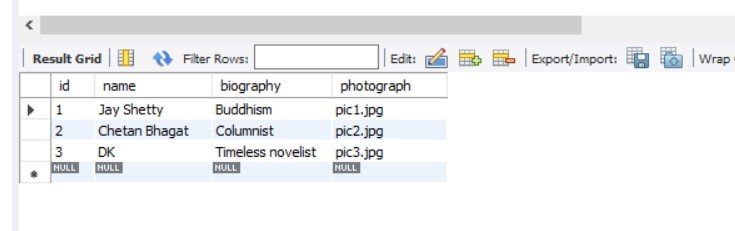 Result Grid Filter Rows: Edit: Export/Import: Wrap
id name biography photograph
1 Jay Shetty Buddhism pic1.jpg
2 Chetan Bhagat Columnist pic2.jpg
3 DK Timeless novelist pic3.jpg
NULL NULL NULL NULL